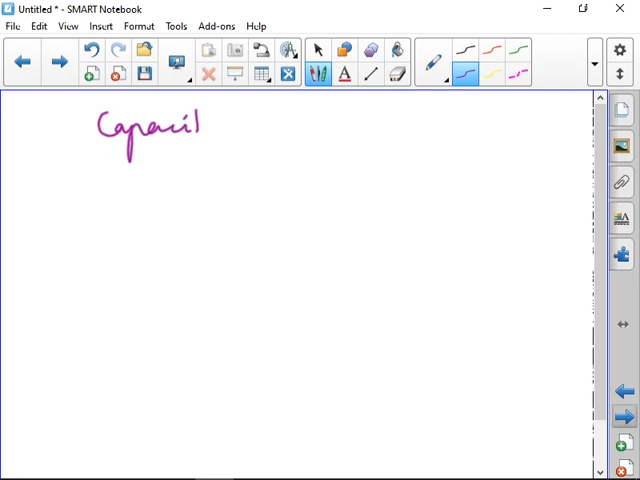 Untitled * - SMART Notebook
File Edit View Insert Format Tools Add-ons Help
Capacil